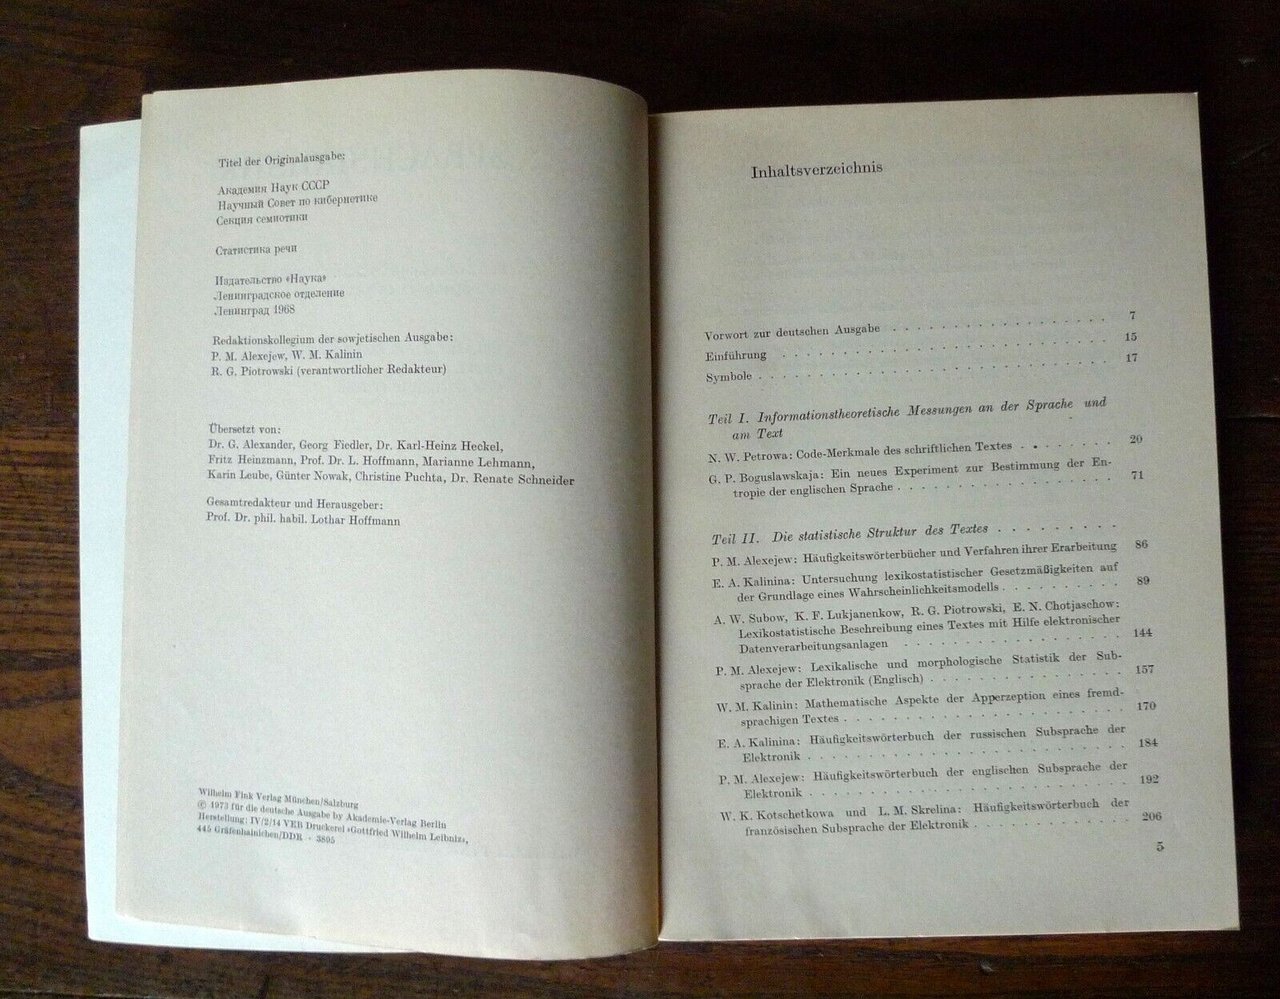 Titel der Originalausgabe:
Академия Наук СССР
Научный Совет по кибернетике
Секция семиотики
Статистика речи
Издательство «Наука»
Ленинградское отделение
Ленинград 1968
Redaktionskollegium der sowjetischen Ausgabe:
P. M. Alexejew, W. M. Kalinin
R. G. Piotrowski (verantwortlicher Redakteur)
Übersetzt von:
Dr. G. Alexander, Georg Fiedler, Dr. Karl-Heinz Heckel,
Fritz Heinzmann, Prof. Dr. L. Hoffmann, Marianne Lehmann,
Karin Leube, Günter Nowak, Christine Puchta, Dr. Renate Schneider
Gesamtredakteur und Herausgeber:
Prof. Dr. phil. habil. Lothar Hoffmann
Wilhelm Fink Verlag München/Salzburg
© 1973 für die deutsche Ausgabe by Akademie-Verlag Berlin
Herstellung: IV/2/14 VEB Druckerei »Gottfried Wilhelm Leibniz«,
445 Gräfenhainichen/DDR · 3895
Inhaltsverzeichnis
Vorwort zur deutschen Ausgabe . . . . . . . . . . . . . . . . . 7
Einführung . . . . . . . . . . . . . . . . . . . . . . . . 15
Symbole . . . . . . . . . . . . . . . . . . . . . . . . . 17
Teil I. Informationstheoretische Messungen an der Sprache und
am Text
N. W. Petrowa: Code-Merkmale des schriftlichen Textes . . . . . . . 20
G. P. Boguslawskaja: Ein neues Experiment zur Bestimmung der En-
tropie der englischen Sprache . . . . . . . . . . . . . . . 71
Teil II. Die statistische Struktur des Textes . . . . . . . . .
P. M. Alexejew: Häufigkeitswörterbücher und Verfahren ihrer Erarbeitung 86
E. A. Kalinina: Untersuchung lexikostatistischer Gesetzmäßigkeiten auf
der Grundlage eines Wahrscheinlichkeitsmodells . . . . . . . . . 89
A. W. Subow, K. F. Lukjanenkow, R. G. Piotrowski, E. N. Chotjaschow:
Lexikostatistische Beschreibung eines Textes mit Hilfe elektronischer
Datenverarbeitungsanlagen . . . . . . . . . . . . . . . 144
P. M. Alexejew: Lexikalische und morphologische Statistik der Sub-
sprache der Elektronik (Englisch) . . . . . . . . . . . . . . 157
W. M. Kalinin: Mathematische Aspekte der Apperzeption eines fremd-
sprachigen Textes . . . . . . . . . . . . . . . . . . . 170
E. A. Kalinina: Häufigkeitswörterbuch der russischen Subsprache der
Elektronik . . . . . . . . . . . . . . . . . . . . . . 184
P. M. Alexejew: Häufigkeitswörterbuch der englischen Subsprache der
Elektronik . . . . . . . . . . . . . . . . . . . . . . 192
W. K. Kotschetkowa und L. M. Skrelina: Häufigkeitswörterbuch der
französischen Subsprache der Elektronik . . . . . . . . . . . 206
5